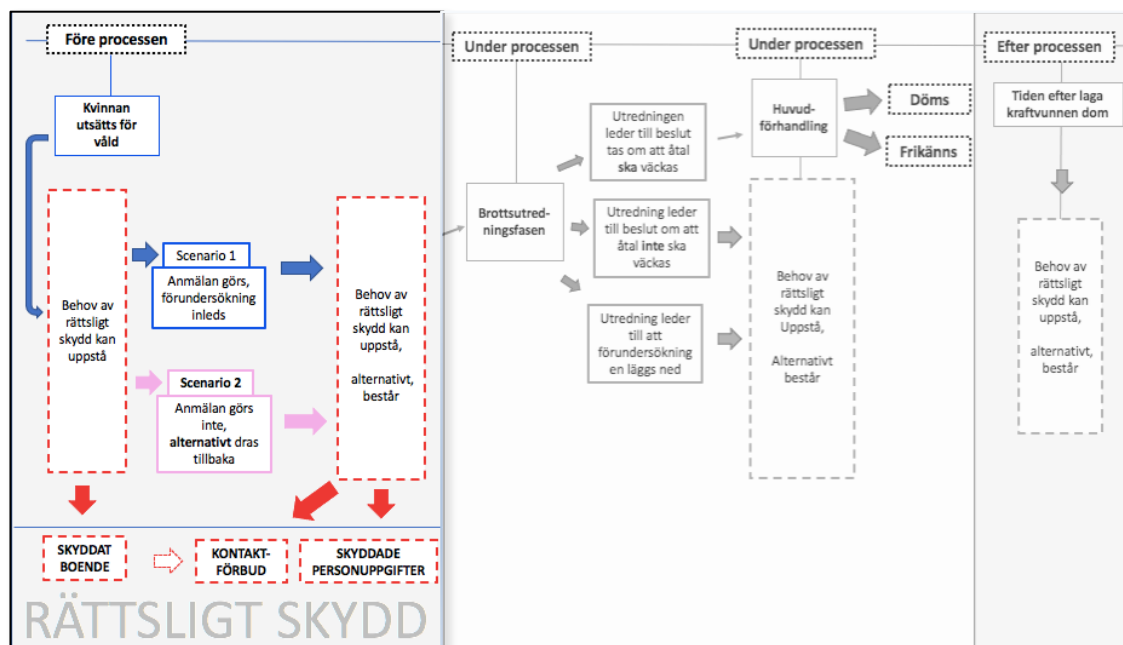 Före processen
Kvinnan
utsätts för
våld
Behov av
rättsligt
skydd kan
uppstå
Scenario 1
Anmälan görs,
förundersökning
inleds
Scenario 2
Anmälan görs
inte,
alternativt dras
tillbaka
Behov av
rättsligt
skydd kan
uppstå,
alternativt,
består
SKYDDAT
BOENDE
KONTAKT-
FÖRBUD
SKYDDADE
PERSONUPPGIFTER
RÄTTSLIGT SKYDD
Under processen
Brottsutred-
ningsfasen
Utredningen
leder till beslut
tas om att åtal
ska väckas
Utredning leder
till beslut om att
åtal inte ska
väckas
Utredning leder
till att
förundersökning
en läggs ned
Under processen
Huvud-
förhandling
Döms
Frikänns
Behov av
rättsligt
skydd kan
Uppstå,
Alternativt
består
Efter processen
Tiden efter laga
kraftvunnen dom
Behov av
rättsligt
skydd kan
uppstå,
alternativt,
består